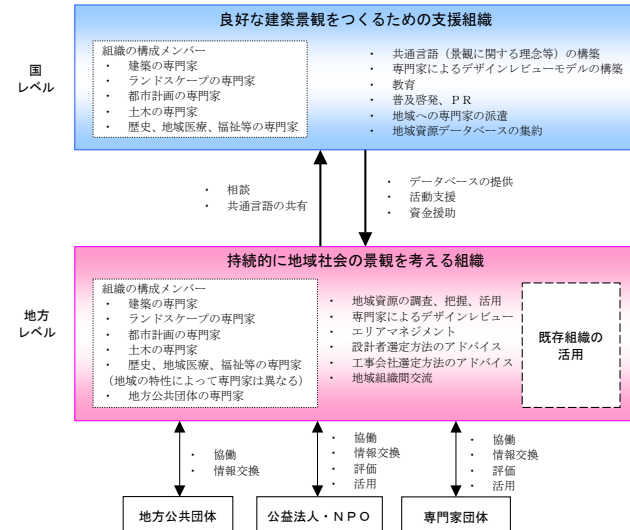 良好な建築景観をつくるための支援組織
国
レベル
組織の構成メンバー
・ 建築の専門家
・ ランドスケープの専門家
・ 都市計画の専門家
・ 土木の専門家
・ 歴史、地域医療、福祉等の専門家
・ 共通言語（景観に関する理念等）の構築
・ 専門家によるデザインレビューモデルの構築
・ 教育
・ 普及啓発、ＰＲ
・ 地域への専門家の派遣
・ 地域資源データベースの集約
・ 相談
・ 共通言語の共有
・ データベースの提供
・ 活動支援
・ 資金援助
持続的に地域社会の景観を考える組織
地方
レベル
組織の構成メンバー
・ 建築の専門家
・ ランドスケープの専門家
・ 都市計画の専門家
・ 土木の専門家
・ 歴史、地域医療、福祉等の専門家
（地域の特性によって専門家は異なる）
・ 地方公共団体の専門家
・ 地域資源の調査、把握、活用
・ 専門家によるデザインレビュー
・ エリアマネジメント
・ 設計者選定方法のアドバイス
・ 工事会社選定方法のアドバイス
・ 地域組織間交流
既存組織の
活用
・ 協働
・ 情報交換
・ 協働
・ 情報交換
・ 評価
・ 活用
・ 協働
・ 情報交換
・ 評価
・ 活用
地方公共団体
公益法人・ＮＰＯ
専門家団体